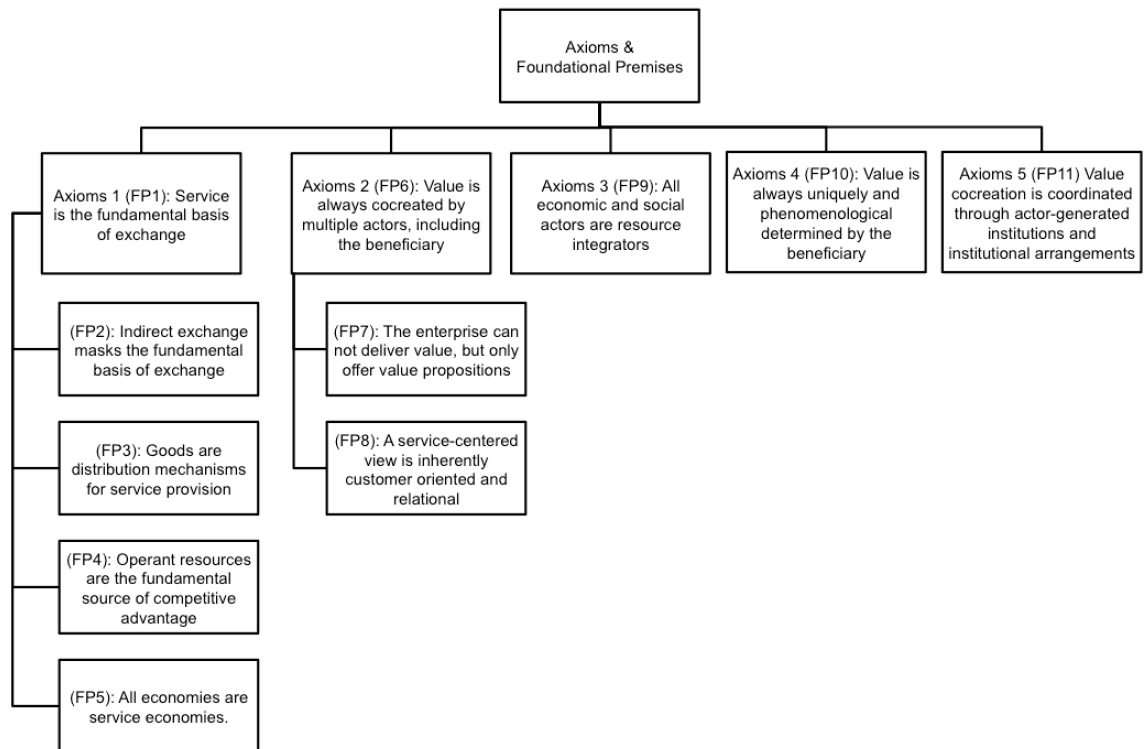 Axioms &
Foundational Premises
Axioms 1 (FP1): Service
is the fundamental basis
of exchange
Axioms 2 (FP6): Value is
always cocreated by
multiple actors, including
the beneficiary
Axioms 3 (FP9): All
economic and social
actors are resource
integrators
Axioms 4 (FP10): Value is
always uniquely and
phenomenological
determined by the
beneficiary
Axioms 5 (FP11) Value
cocreation is coordinated
through actor-generated
institutions and
institutional arrangements
(FP2): Indirect exchange
masks the fundamental
basis of exchange
(FP7): The enterprise can
not deliver value, but only
offer value propositions
(FP3): Goods are
distribution mechanisms
for service provision
(FP8): A service-centered
view is inherently
customer oriented and
relational
(FP4): Operant resources
are the fundamental
source of competitive
advantage
(FP5): All economies are
service economies.